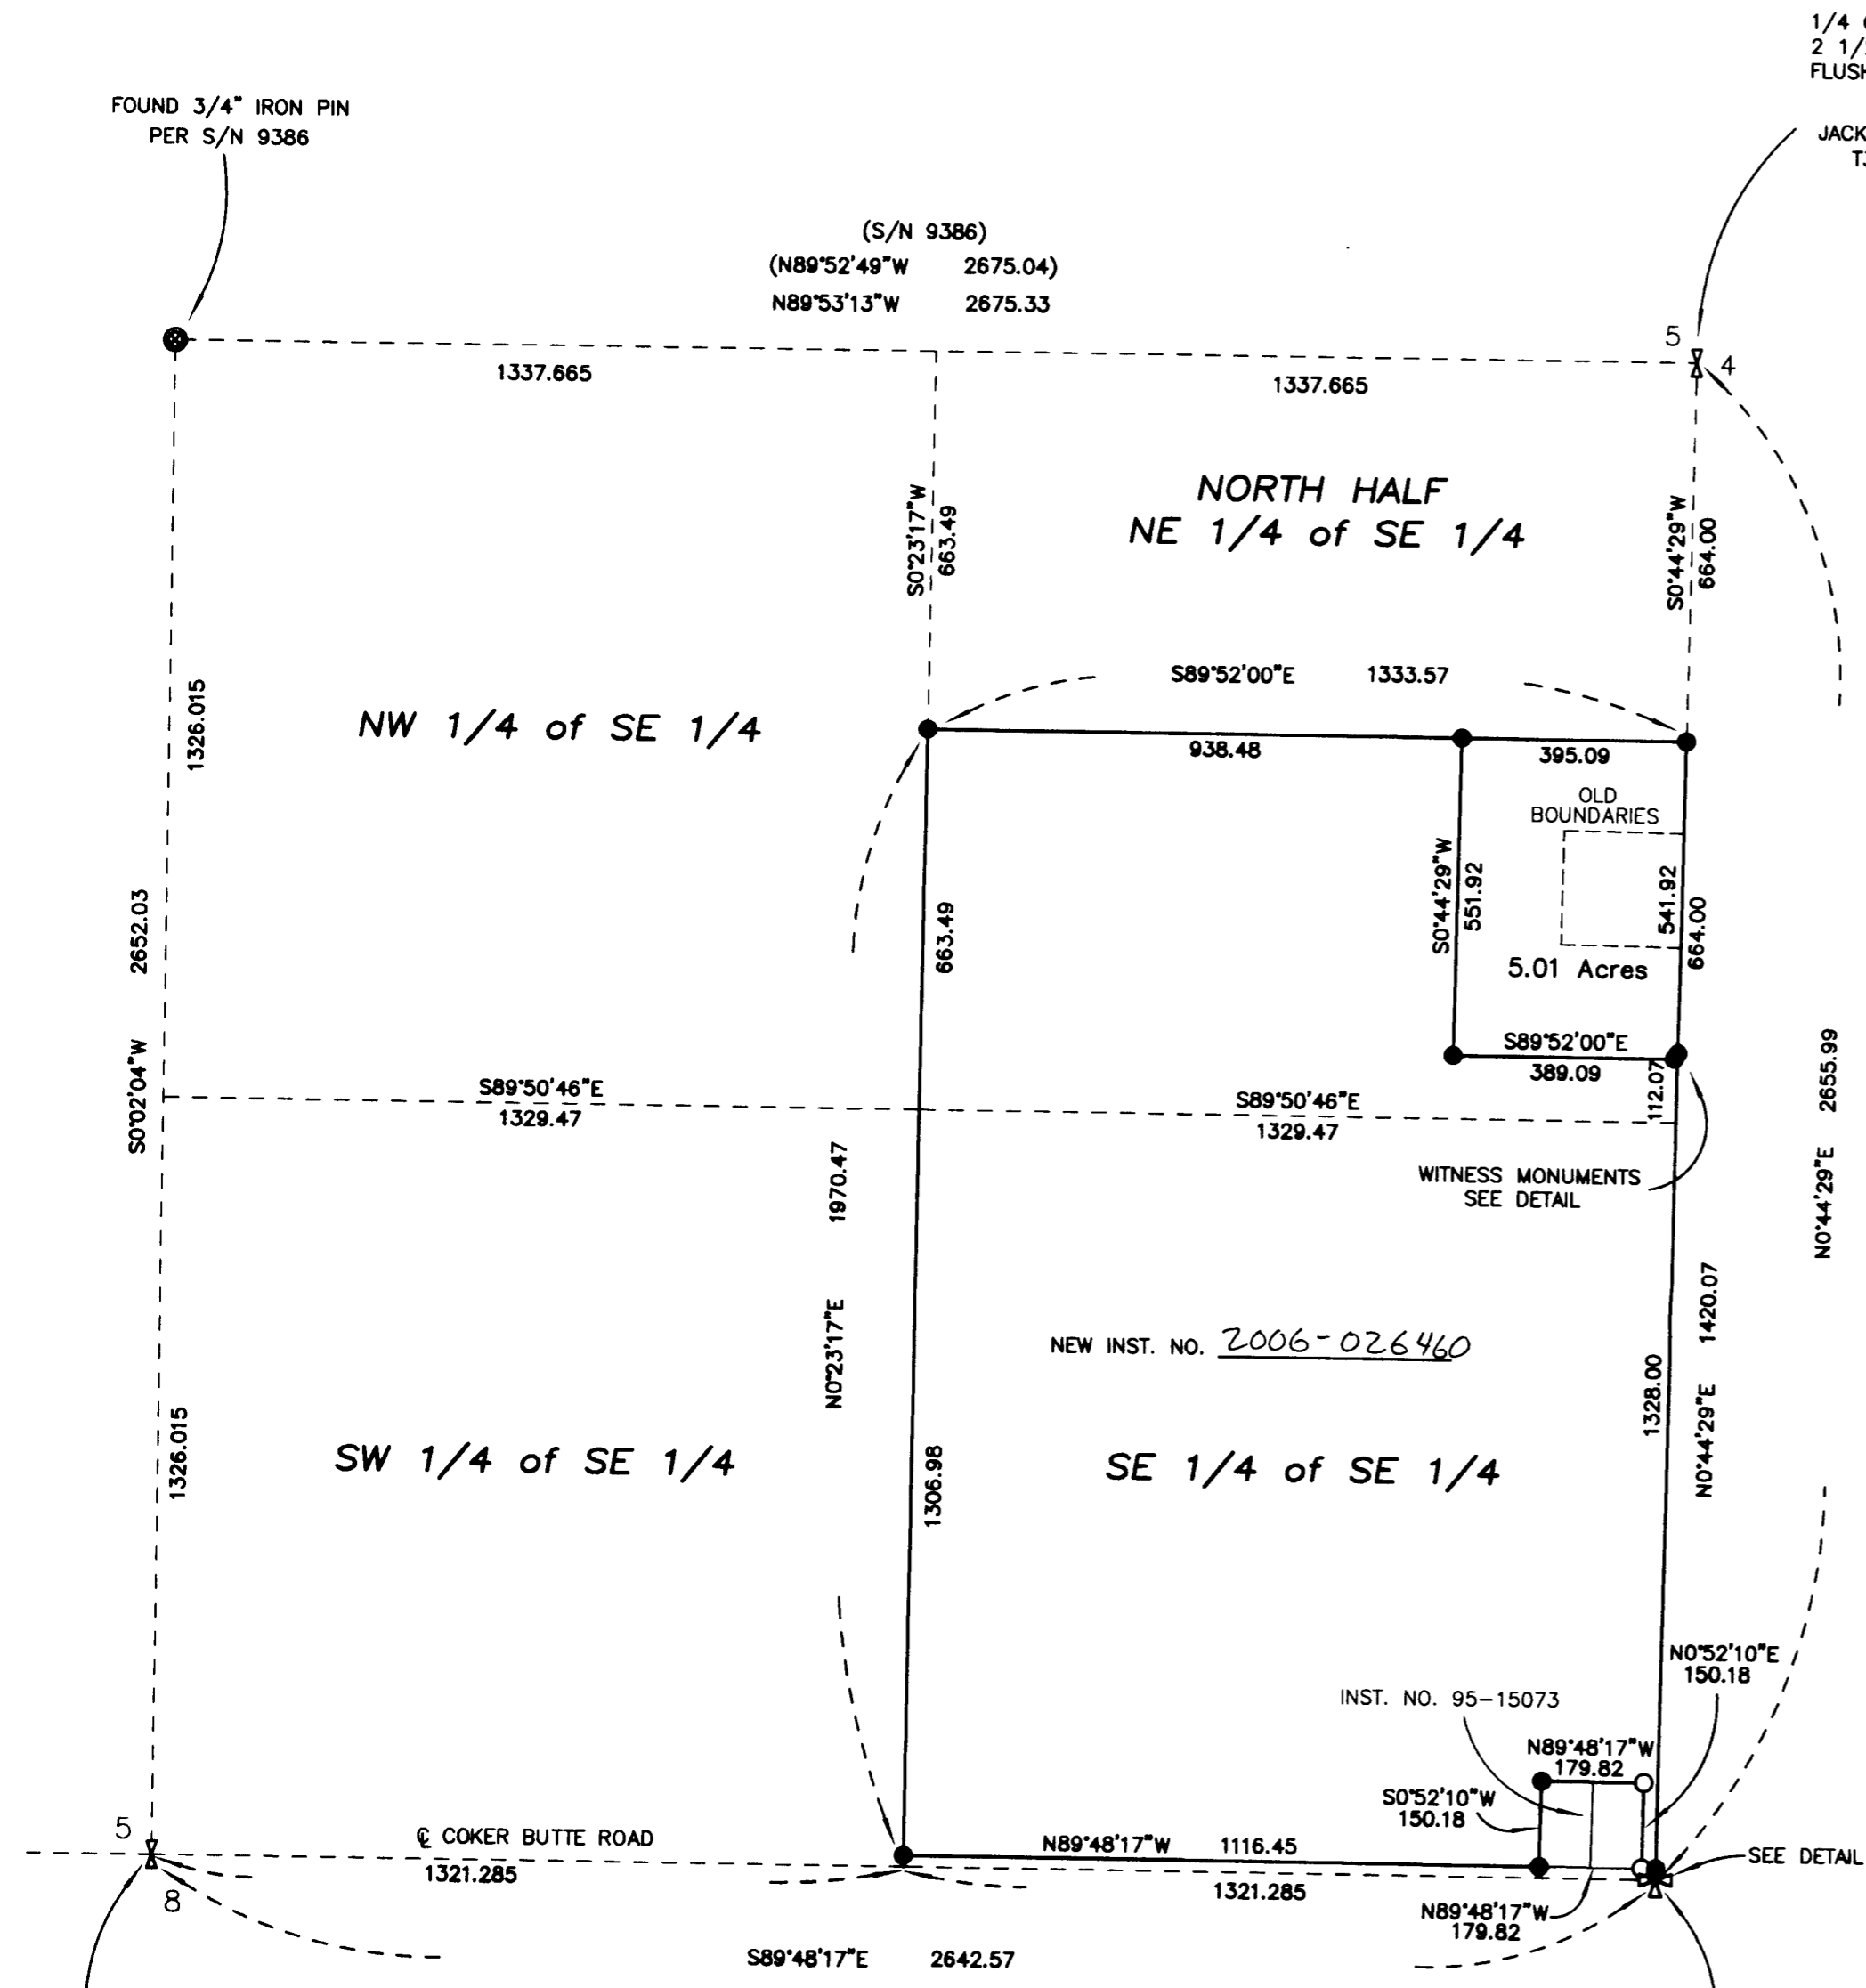 1/4
2 1/
FLUSH
FOUND 3/4" IRON PIN
PER S/N 9386
JACK
T3
(S/N 9386)
(N89°52'49"W 2675.04)
N89°53'13"W 2675.33
5
4
1337.665
1337.665
NORTH HALF
NE 1/4 of SE 1/4
S0°23'17"W
663.49
S0°44'29"W
664.00
S89°52'00"E 1333.57
1326.015
NW 1/4 of SE 1/4
938.48
395.09
OLD
BOUNDARIES
S0°44'29"W
551.92
541.92
664.00
5.01 Acres
663.49
S0°02'04"W 2652.03
S89°52'00"E
389.09
112.07
N0°44'29"E 2655.99
S89°50'46"E
1329.47
S89°50'46"E
1329.47
WITNESS MONUMENTS
SEE DETAIL
N0°23'17"E 1970.47
NEW INST. NO. 2006-026460
1328.00
N0°44'29"E 1420.07
1326.015
SW 1/4 of SE 1/4
1306.98
SE 1/4 of SE 1/4
N0°52'10"E
150.18
INST. NO. 95-15073
N89°48'17"W
179.82
S0°52'10"W
150.18
5
℄ COKER BUTTE ROAD
N89°48'17"W 1116.45
SEE DETAIL
1321.285
1321.285
8
N89°48'17"W
179.82
S89°48'17"E 2642.57